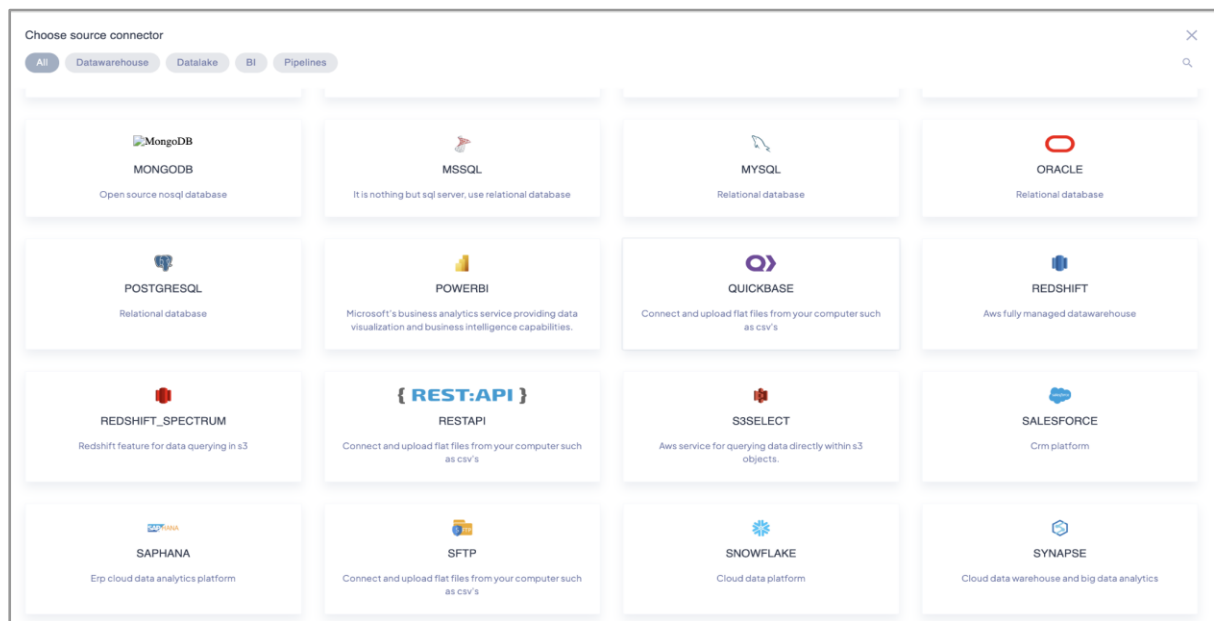 Choose source connector
All Datawarehouse Datalake BI Pipelines
MongoDB
MONGODB
Open source nosql database
MSSQL
It is nothing but sql server, use relational database
MYSQL
Relational database
ORACLE
Relational database
POSTGRESQL
Relational database
POWERBI
Microsoft's business analytics service providing data
visualization and business intelligence capabilities.
QUICKBASE
Connect and upload flat files from your computer such
as csv's
REDSHIFT
Aws fully managed datawarehouse
REDSHIFT_SPECTRUM
Redshift feature for data querying in s3
{ REST:API }
RESTAPI
Connect and upload flat files from your computer such
as csv's
S3SELECT
Aws service for querying data directly within s3
objects.
SALESFORCE
Crm platform
SAP HANA
SAPHANA
Erp cloud data analytics platform
SFTP
Connect and upload flat files from your computer such
as csv's
SNOWFLAKE
Cloud data platform
SYNAPSE
Cloud data warehouse and big data analytics